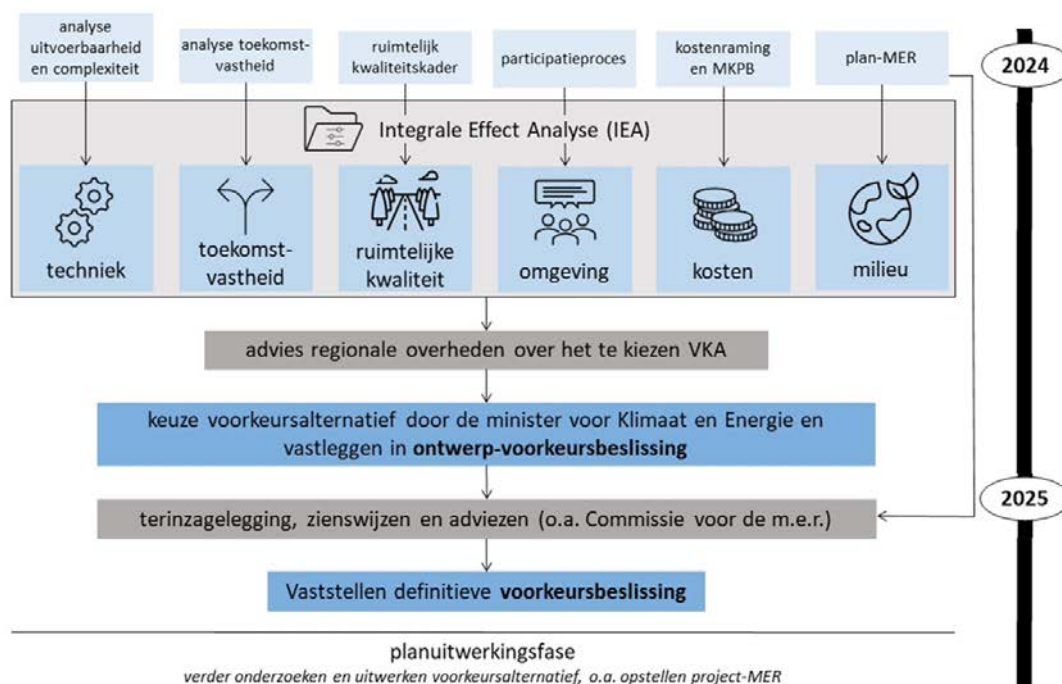 analyse
uitvoerbaarheid
en complexiteit
analyse toekomst-
vastheid
ruimtelijk
kwaliteitskader
participatieproces
kostenraming
en MKPB
plan-MER
2024
Integrale Effect Analyse (IEA)
techniek
toekomst-
vastheid
ruimtelijke
kwaliteit
omgeving
kosten
milieu
advies regionale overheden over het te kiezen VKA
keuze voorkeursalternatief door de minister voor Klimaat en Energie en
vastleggen in ontwerp-voorkeursbeslissing
2025
terinzagelegging, zienswijzen en adviezen (o.a. Commissie voor de m.e.r.)
Vaststellen definitieve voorkeursbeslissing
planuitwerkingsfase
verder onderzoeken en uitwerken voorkeursalternatief, o.a. opstellen project-MER